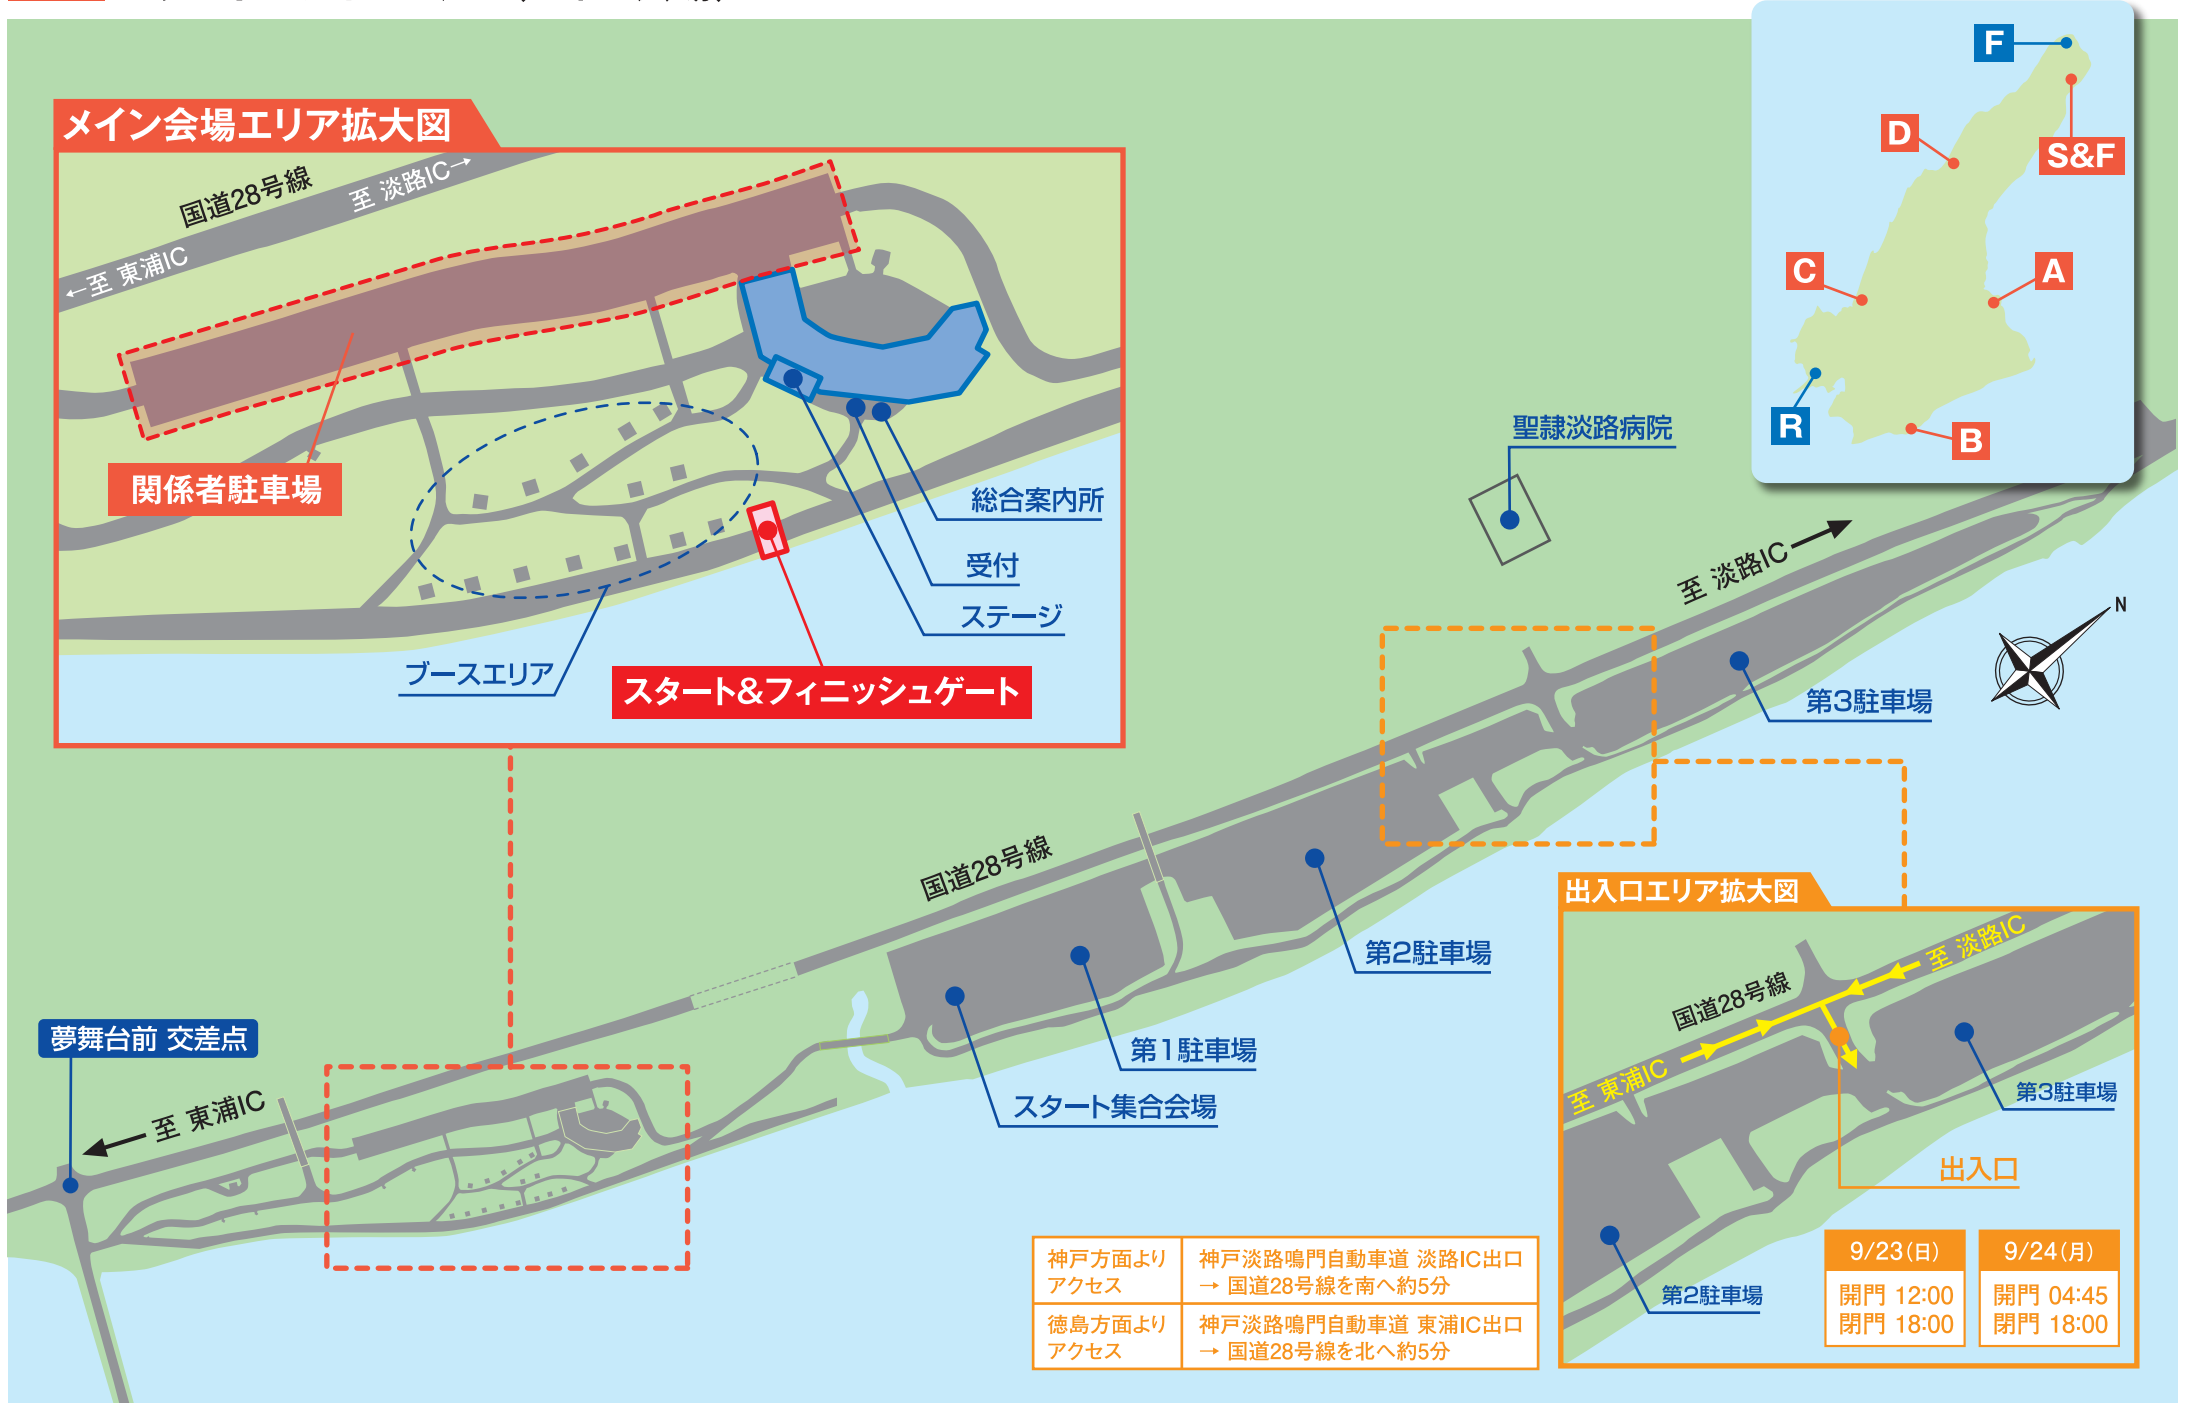 メイン会場エリア拡大図
国道28号線
至 淡路IC→
←至 東浦IC
関係者駐車場
総合案内所
受付
ステージ
ブースエリア
スタート&フィニッシュゲート
F
D
S&F
C
A
R
B
聖隷淡路病院
至 淡路IC
N
第3駐車場
国道28号線
第2駐車場
第1駐車場
スタート集合会場
夢舞台前 交差点
至 東浦IC
出入口エリア拡大図
至 淡路IC
国道28号線
至 東浦IC
第3駐車場
出入口
第2駐車場
9/23(日)
開門 12:00
閉門 18:00
9/24(月)
開門 04:45
閉門 18:00
神戸方面より
アクセス
神戸淡路鳴門自動車道 淡路IC出口
→ 国道28号線を南へ約5分
徳島方面より
アクセス
神戸淡路鳴門自動車道 東浦IC出口
→ 国道28号線を北へ約5分